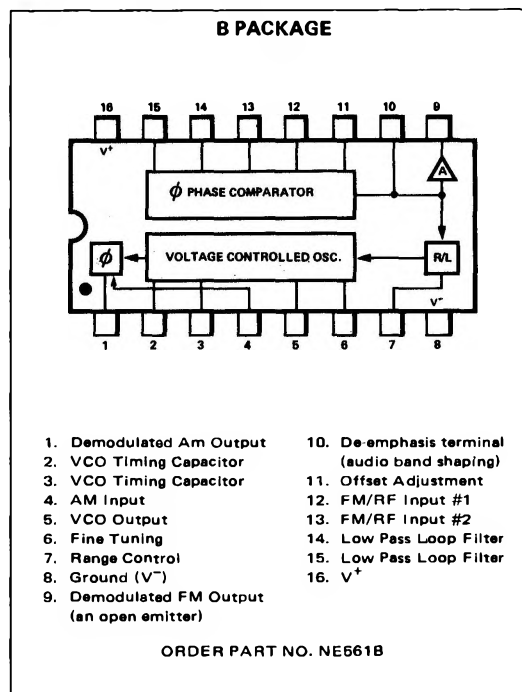 B PACKAGE
16 15 14 13 12 11 10 9
V+
A
ϕ PHASE COMPARATOR
ϕ
VOLTAGE CONTROLLED OSC.
R/L
V−
1 2 3 4 5 6 7 8
1. Demodulated Am Output
2. VCO Timing Capacitor
3. VCO Timing Capacitor
4. AM Input
5. VCO Output
6. Fine Tuning
7. Range Control
8. Ground (V−)
9. Demodulated FM Output
(an open emitter)
10. De-emphasis terminal
(audio band shaping)
11. Offset Adjustment
12. FM/RF Input #1
13. FM/RF Input #2
14. Low Pass Loop Filter
15. Low Pass Loop Filter
16. V+
ORDER PART NO. NE561B